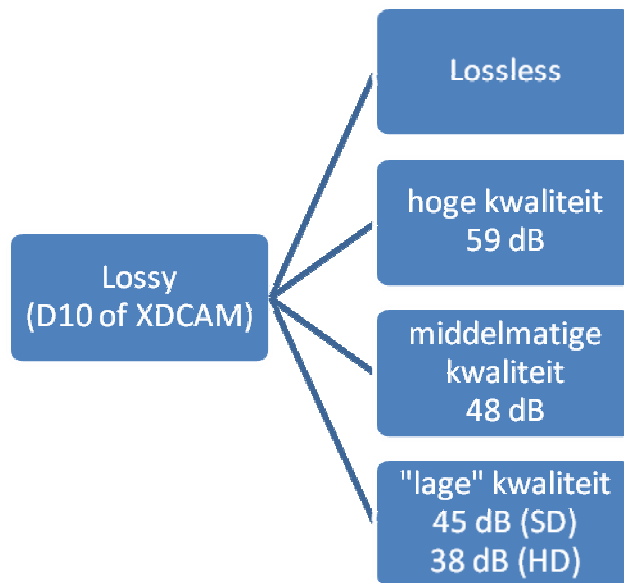 Lossless
hoge kwaliteit
59 dB
Lossy
(D10 of XDCAM)
middelmatige
kwaliteit
48 dB
"lage" kwaliteit
45 dB (SD)
38 dB (HD)